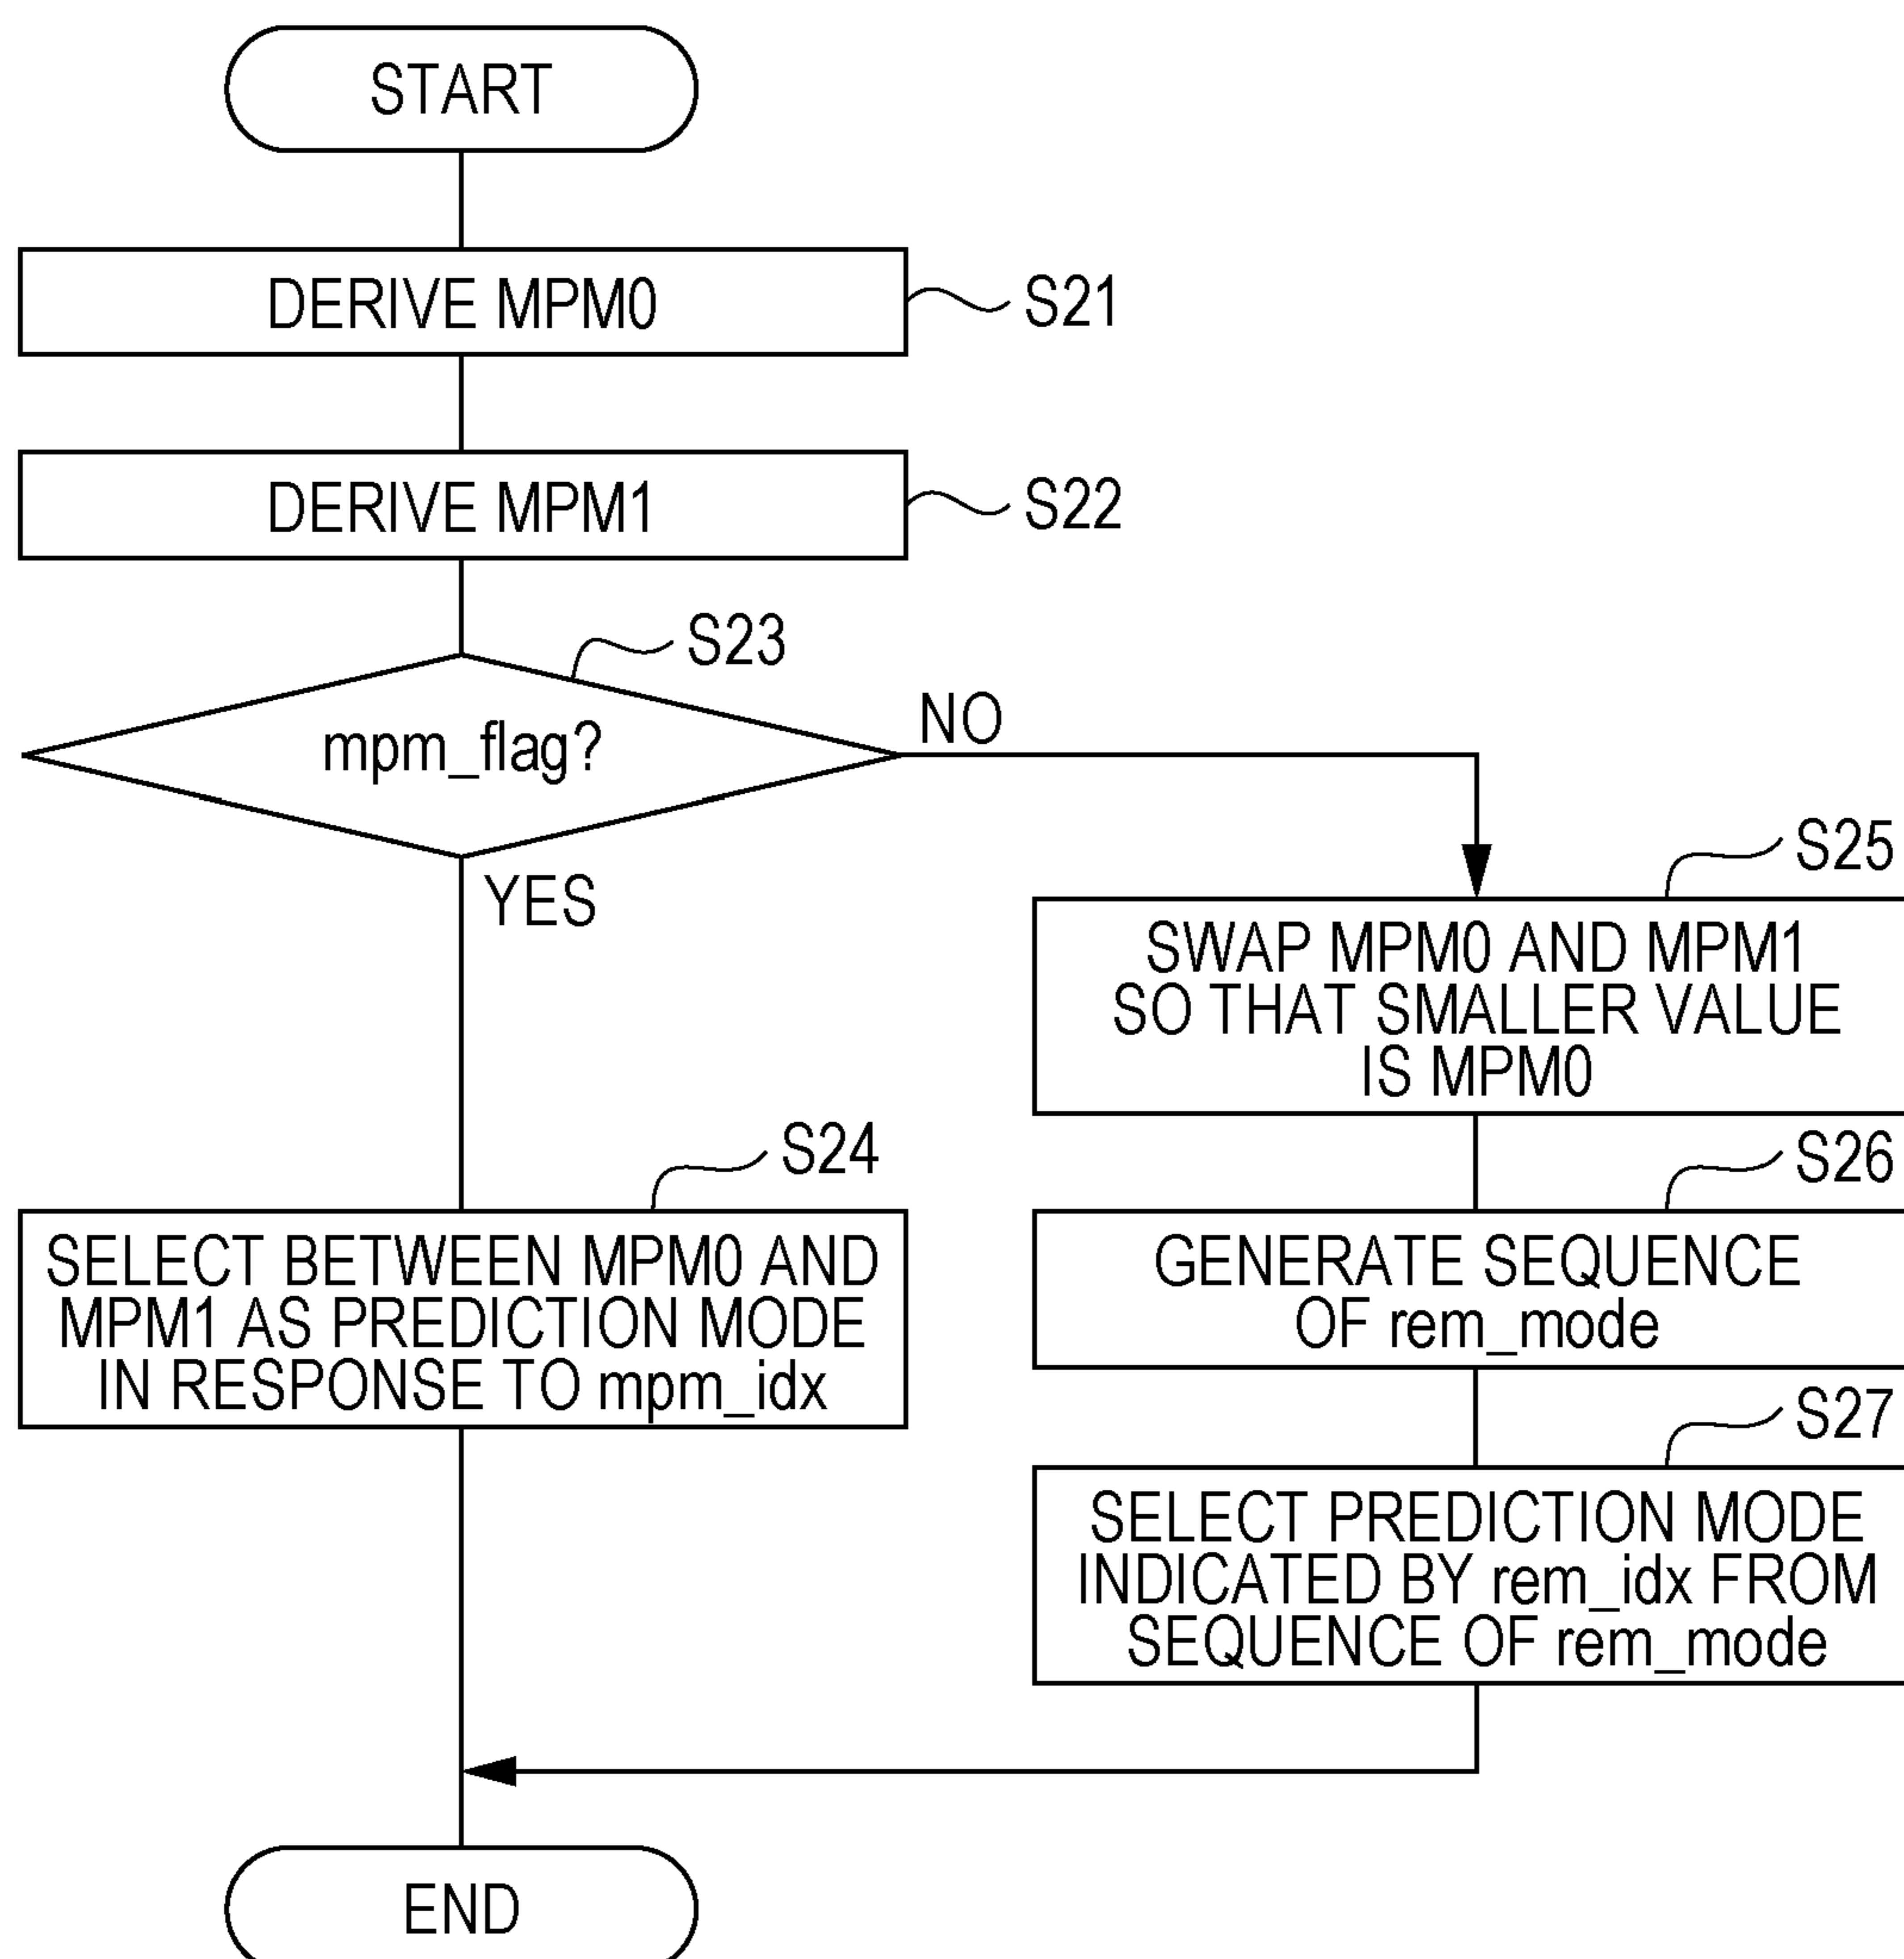 START
DERIVE MPM0
S21
DERIVE MPM1
S22
S23
mpm_flag?
NO
YES
S24
SELECT BETWEEN MPM0 AND
MPM1 AS PREDICTION MODE
IN RESPONSE TO mpm_idx
S25
SWAP MPM0 AND MPM1
SO THAT SMALLER VALUE
IS MPM0
S26
GENERATE SEQUENCE
OF rem_mode
S27
SELECT PREDICTION MODE
INDICATED BY rem_idx FROM
SEQUENCE OF rem_mode
END